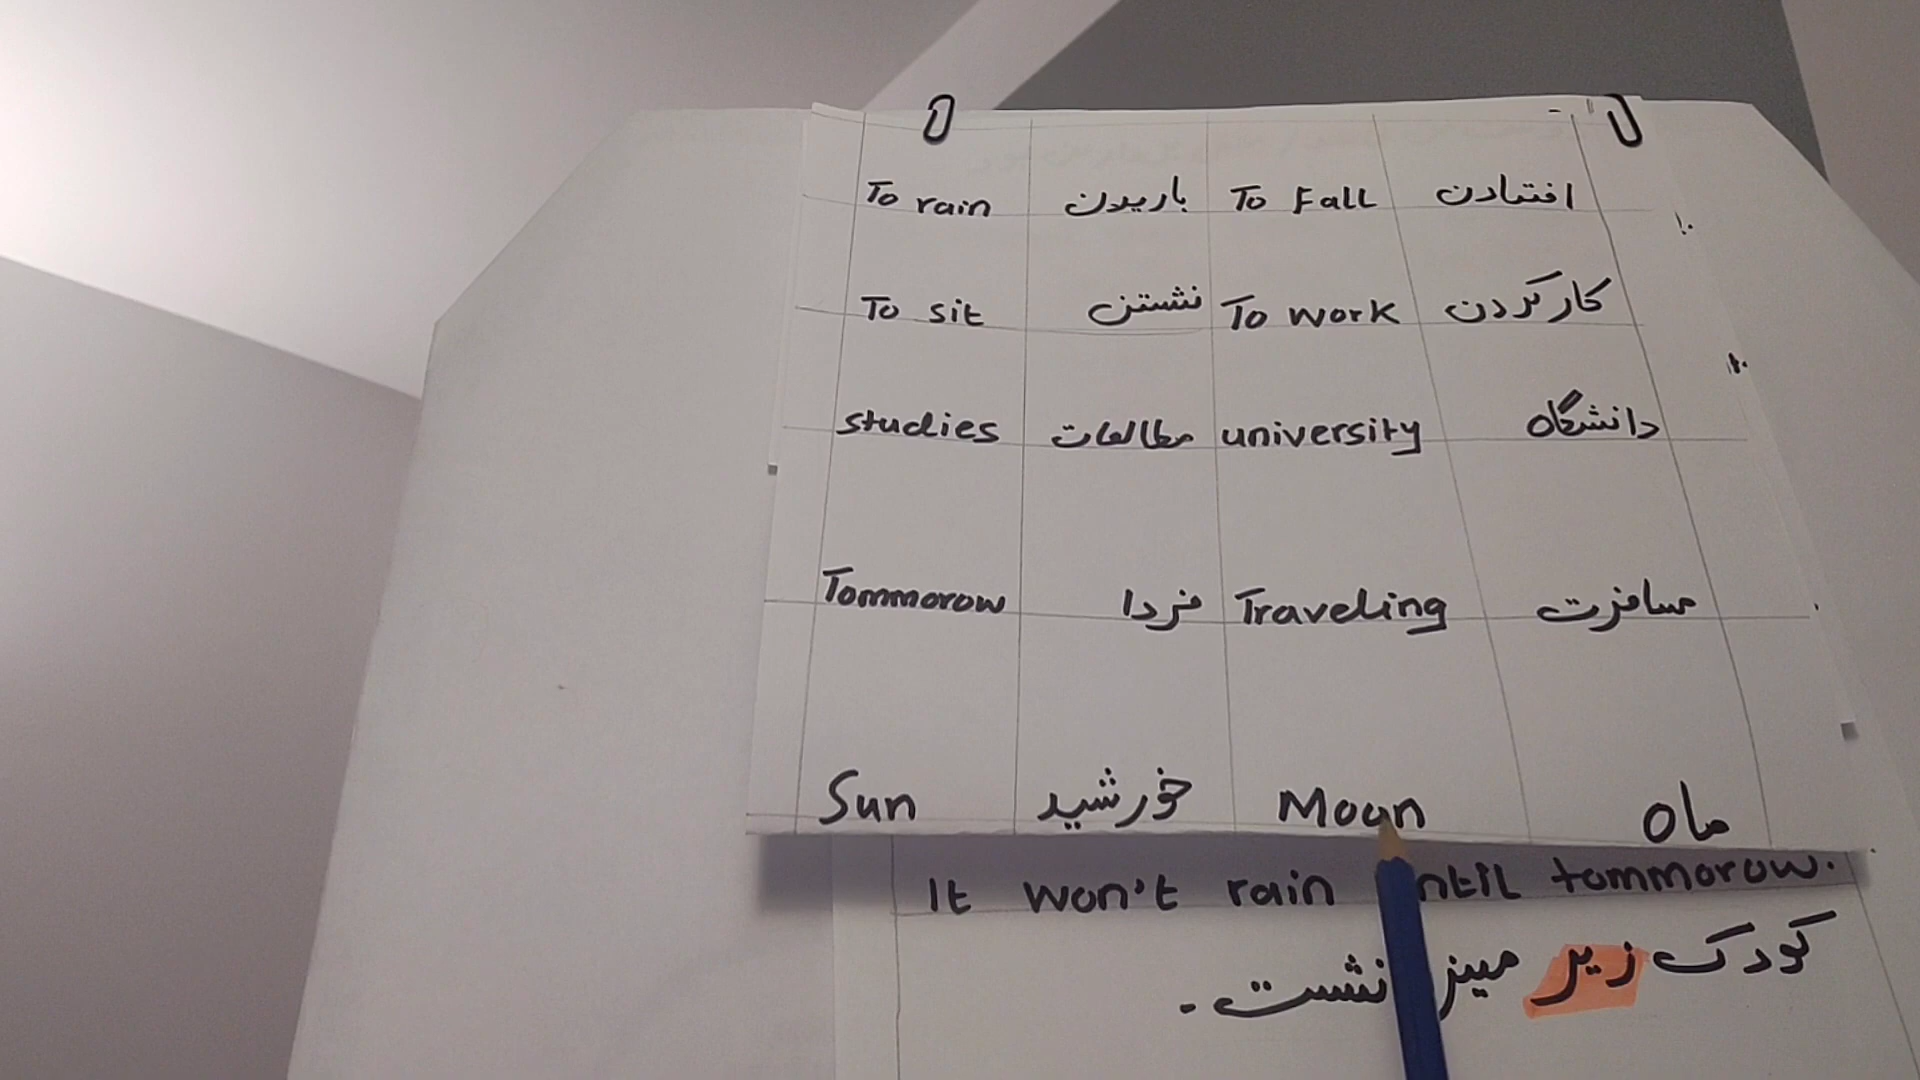 To rain باریدن To Fall افتادن
To sit نشستن To work کار کردن
studies مطالعات university دانشگاه
Tommorow فردا Traveling مسافرت
Sun خورشید Moon ماه
It won't rain until tommorow.
کودک زیر میز نشست.